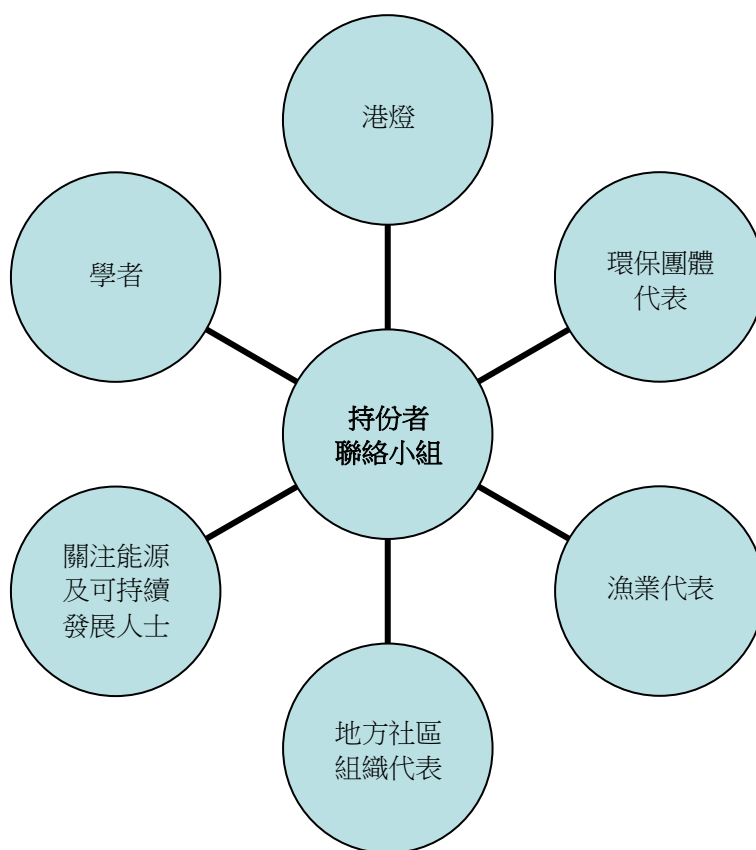 港燈
學者
環保團體
代表
持份者
聯絡小組
關注能源
及可持續
發展人士
漁業代表
地方社區
組織代表